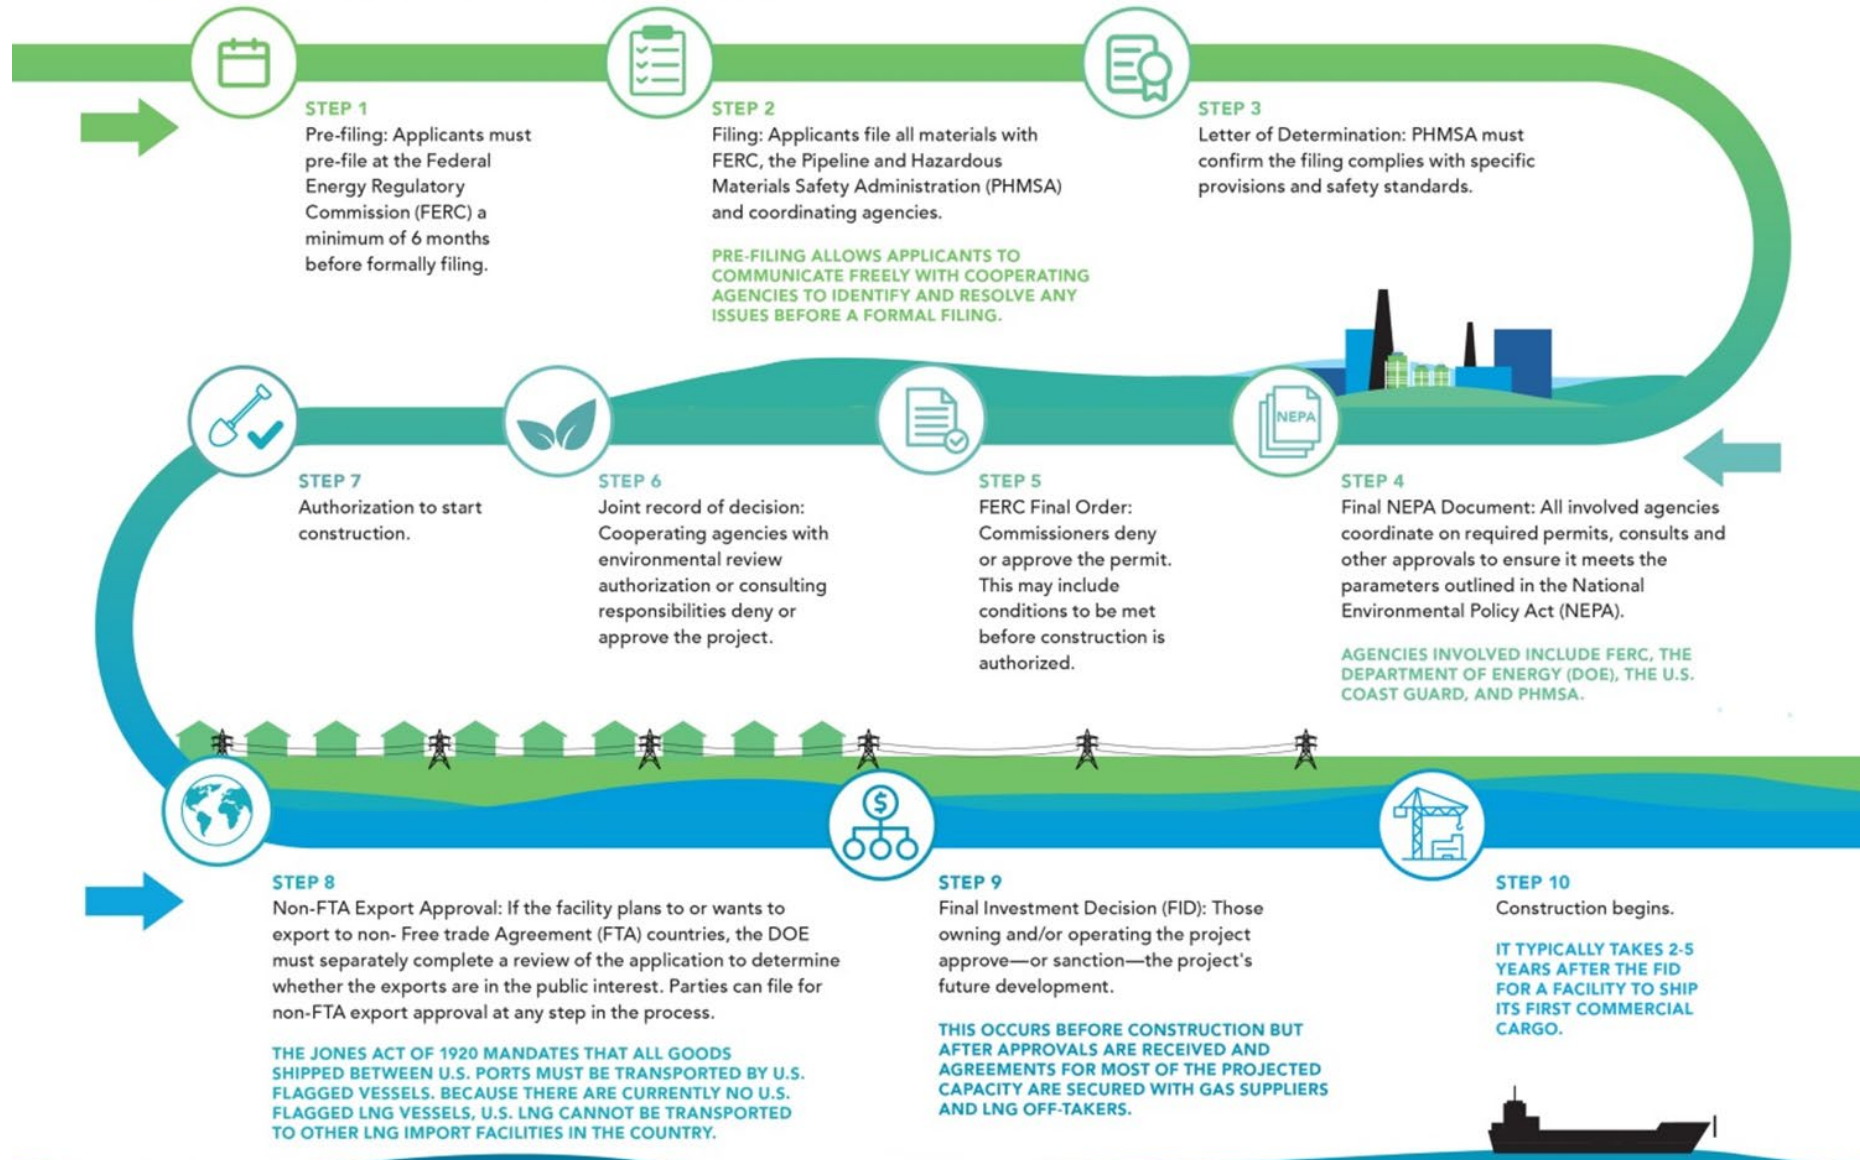 STEP 1
Pre-filing: Applicants must
pre-file at the Federal
Energy Regulatory
Commission (FERC) a
minimum of 6 months
before formally filing.
STEP 2
Filing: Applicants file all materials with
FERC, the Pipeline and Hazardous
Materials Safety Administration (PHMSA)
and coordinating agencies.
PRE-FILING ALLOWS APPLICANTS TO
COMMUNICATE FREELY WITH COOPERATING
AGENCIES TO IDENTIFY AND RESOLVE ANY
ISSUES BEFORE A FORMAL FILING.
STEP 3
Letter of Determination: PHMSA must
confirm the filing complies with specific
provisions and safety standards.
NEPA
STEP 4
Final NEPA Document: All involved agencies
coordinate on required permits, consults and
other approvals to ensure it meets the
parameters outlined in the National
Environmental Policy Act (NEPA).
AGENCIES INVOLVED INCLUDE FERC, THE
DEPARTMENT OF ENERGY (DOE), THE U.S.
COAST GUARD, AND PHMSA.
STEP 5
FERC Final Order:
Commissioners deny
or approve the permit.
This may include
conditions to be met
before construction is
authorized.
STEP 6
Joint record of decision:
Cooperating agencies with
environmental review
authorization or consulting
responsibilities deny or
approve the project.
STEP 7
Authorization to start
construction.
STEP 8
Non-FTA Export Approval: If the facility plans to or wants to
export to non- Free trade Agreement (FTA) countries, the DOE
must separately complete a review of the application to determine
whether the exports are in the public interest. Parties can file for
non-FTA export approval at any step in the process.
THE JONES ACT OF 1920 MANDATES THAT ALL GOODS
SHIPPED BETWEEN U.S. PORTS MUST BE TRANSPORTED BY U.S.
FLAGGED VESSELS. BECAUSE THERE ARE CURRENTLY NO U.S.
FLAGGED LNG VESSELS, U.S. LNG CANNOT BE TRANSPORTED
TO OTHER LNG IMPORT FACILITIES IN THE COUNTRY.
$
STEP 9
Final Investment Decision (FID): Those
owning and/or operating the project
approve—or sanction—the project's
future development.
THIS OCCURS BEFORE CONSTRUCTION BUT
AFTER APPROVALS ARE RECEIVED AND
AGREEMENTS FOR MOST OF THE PROJECTED
CAPACITY ARE SECURED WITH GAS SUPPLIERS
AND LNG OFF-TAKERS.
STEP 10
Construction begins.
IT TYPICALLY TAKES 2-5
YEARS AFTER THE FID
FOR A FACILITY TO SHIP
ITS FIRST COMMERCIAL
CARGO.